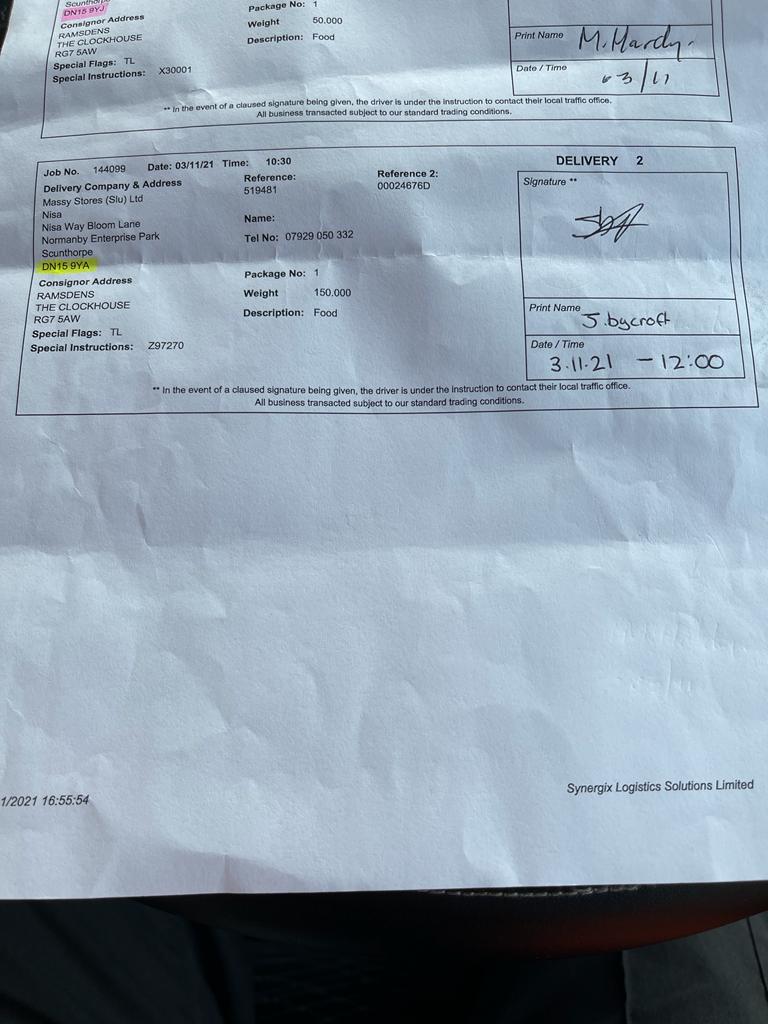 Scunthorpe
DN15 9YJ
Consignor Address
RAMSDENS
THE CLOCKHOUSE
RG7 5AW
Special Flags: TL
Special Instructions: X30001
Package No: 1
Weight 50.000
Description: Food
Print Name M.Hardy.
Date / Time 03/11
** In the event of a claused signature being given, the driver is under the instruction to contact their local traffic office.
All business transacted subject to our standard trading conditions.
Job No. 144099 Date: 03/11/21 Time: 10:30
Delivery Company & Address
Massy Stores (Slu) Ltd
Nisa
Nisa Way Bloom Lane
Normanby Enterprise Park
Scunthorpe
DN15 9YA
Consignor Address
RAMSDENS
THE CLOCKHOUSE
RG7 5AW
Special Flags: TL
Special Instructions: Z97270
Reference:
519481
Name:
Tel No: 07929 050 332
Package No: 1
Weight 150.000
Description: Food
Reference 2:
00024676D
DELIVERY 2
Signature **
Print Name J.bycroft
Date / Time
3.11.21 - 12:00
** In the event of a claused signature being given, the driver is under the instruction to contact their local traffic office.
All business transacted subject to our standard trading conditions.
1/2021 16:55:54
Synergix Logistics Solutions Limited